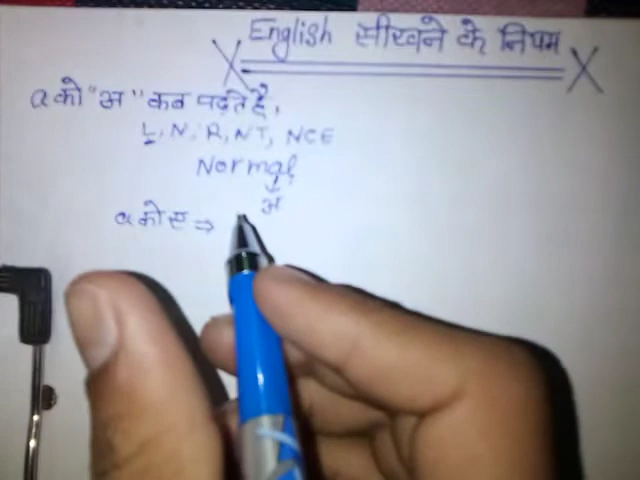 English सीखने के नियम
a को "अ" कब पढ़ते है,
L, N, R, NT, NCE
Normal
अ
a को ए ⇒